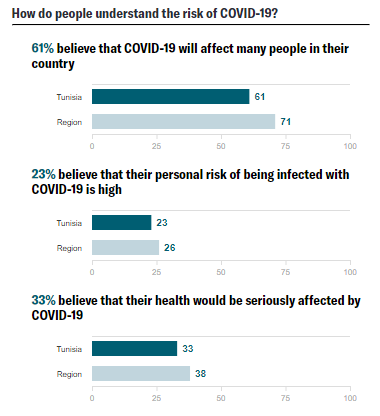 How do people understand the risk of COVID-19?
61% believe that COVID-19 will affect many people in their
country
Tunisia 61
Region 71
0 25 50 75 100
23% believe that their personal risk of being infected with
COVID-19 is high
Tunisia 23
Region 26
0 25 50 75 100
33% believe that their health would be seriously affected by
COVID-19
Tunisia 33
Region 38
0 25 50 75 100